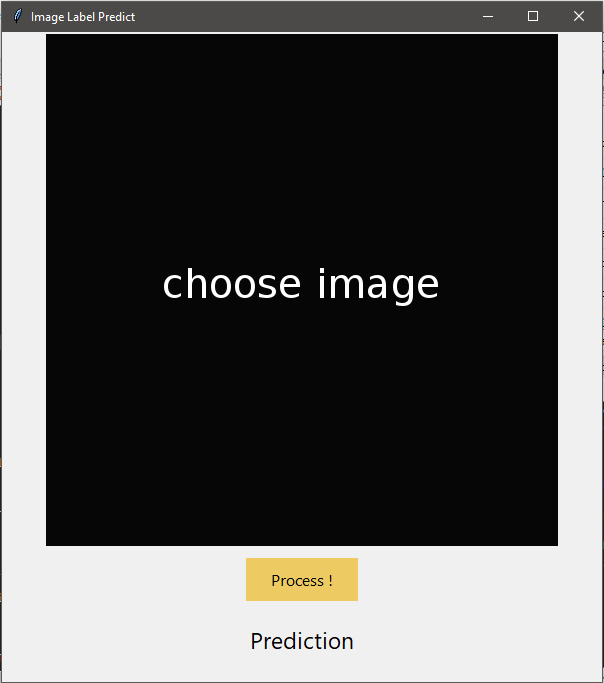 Image Label Predict
choose image
Process !
Prediction